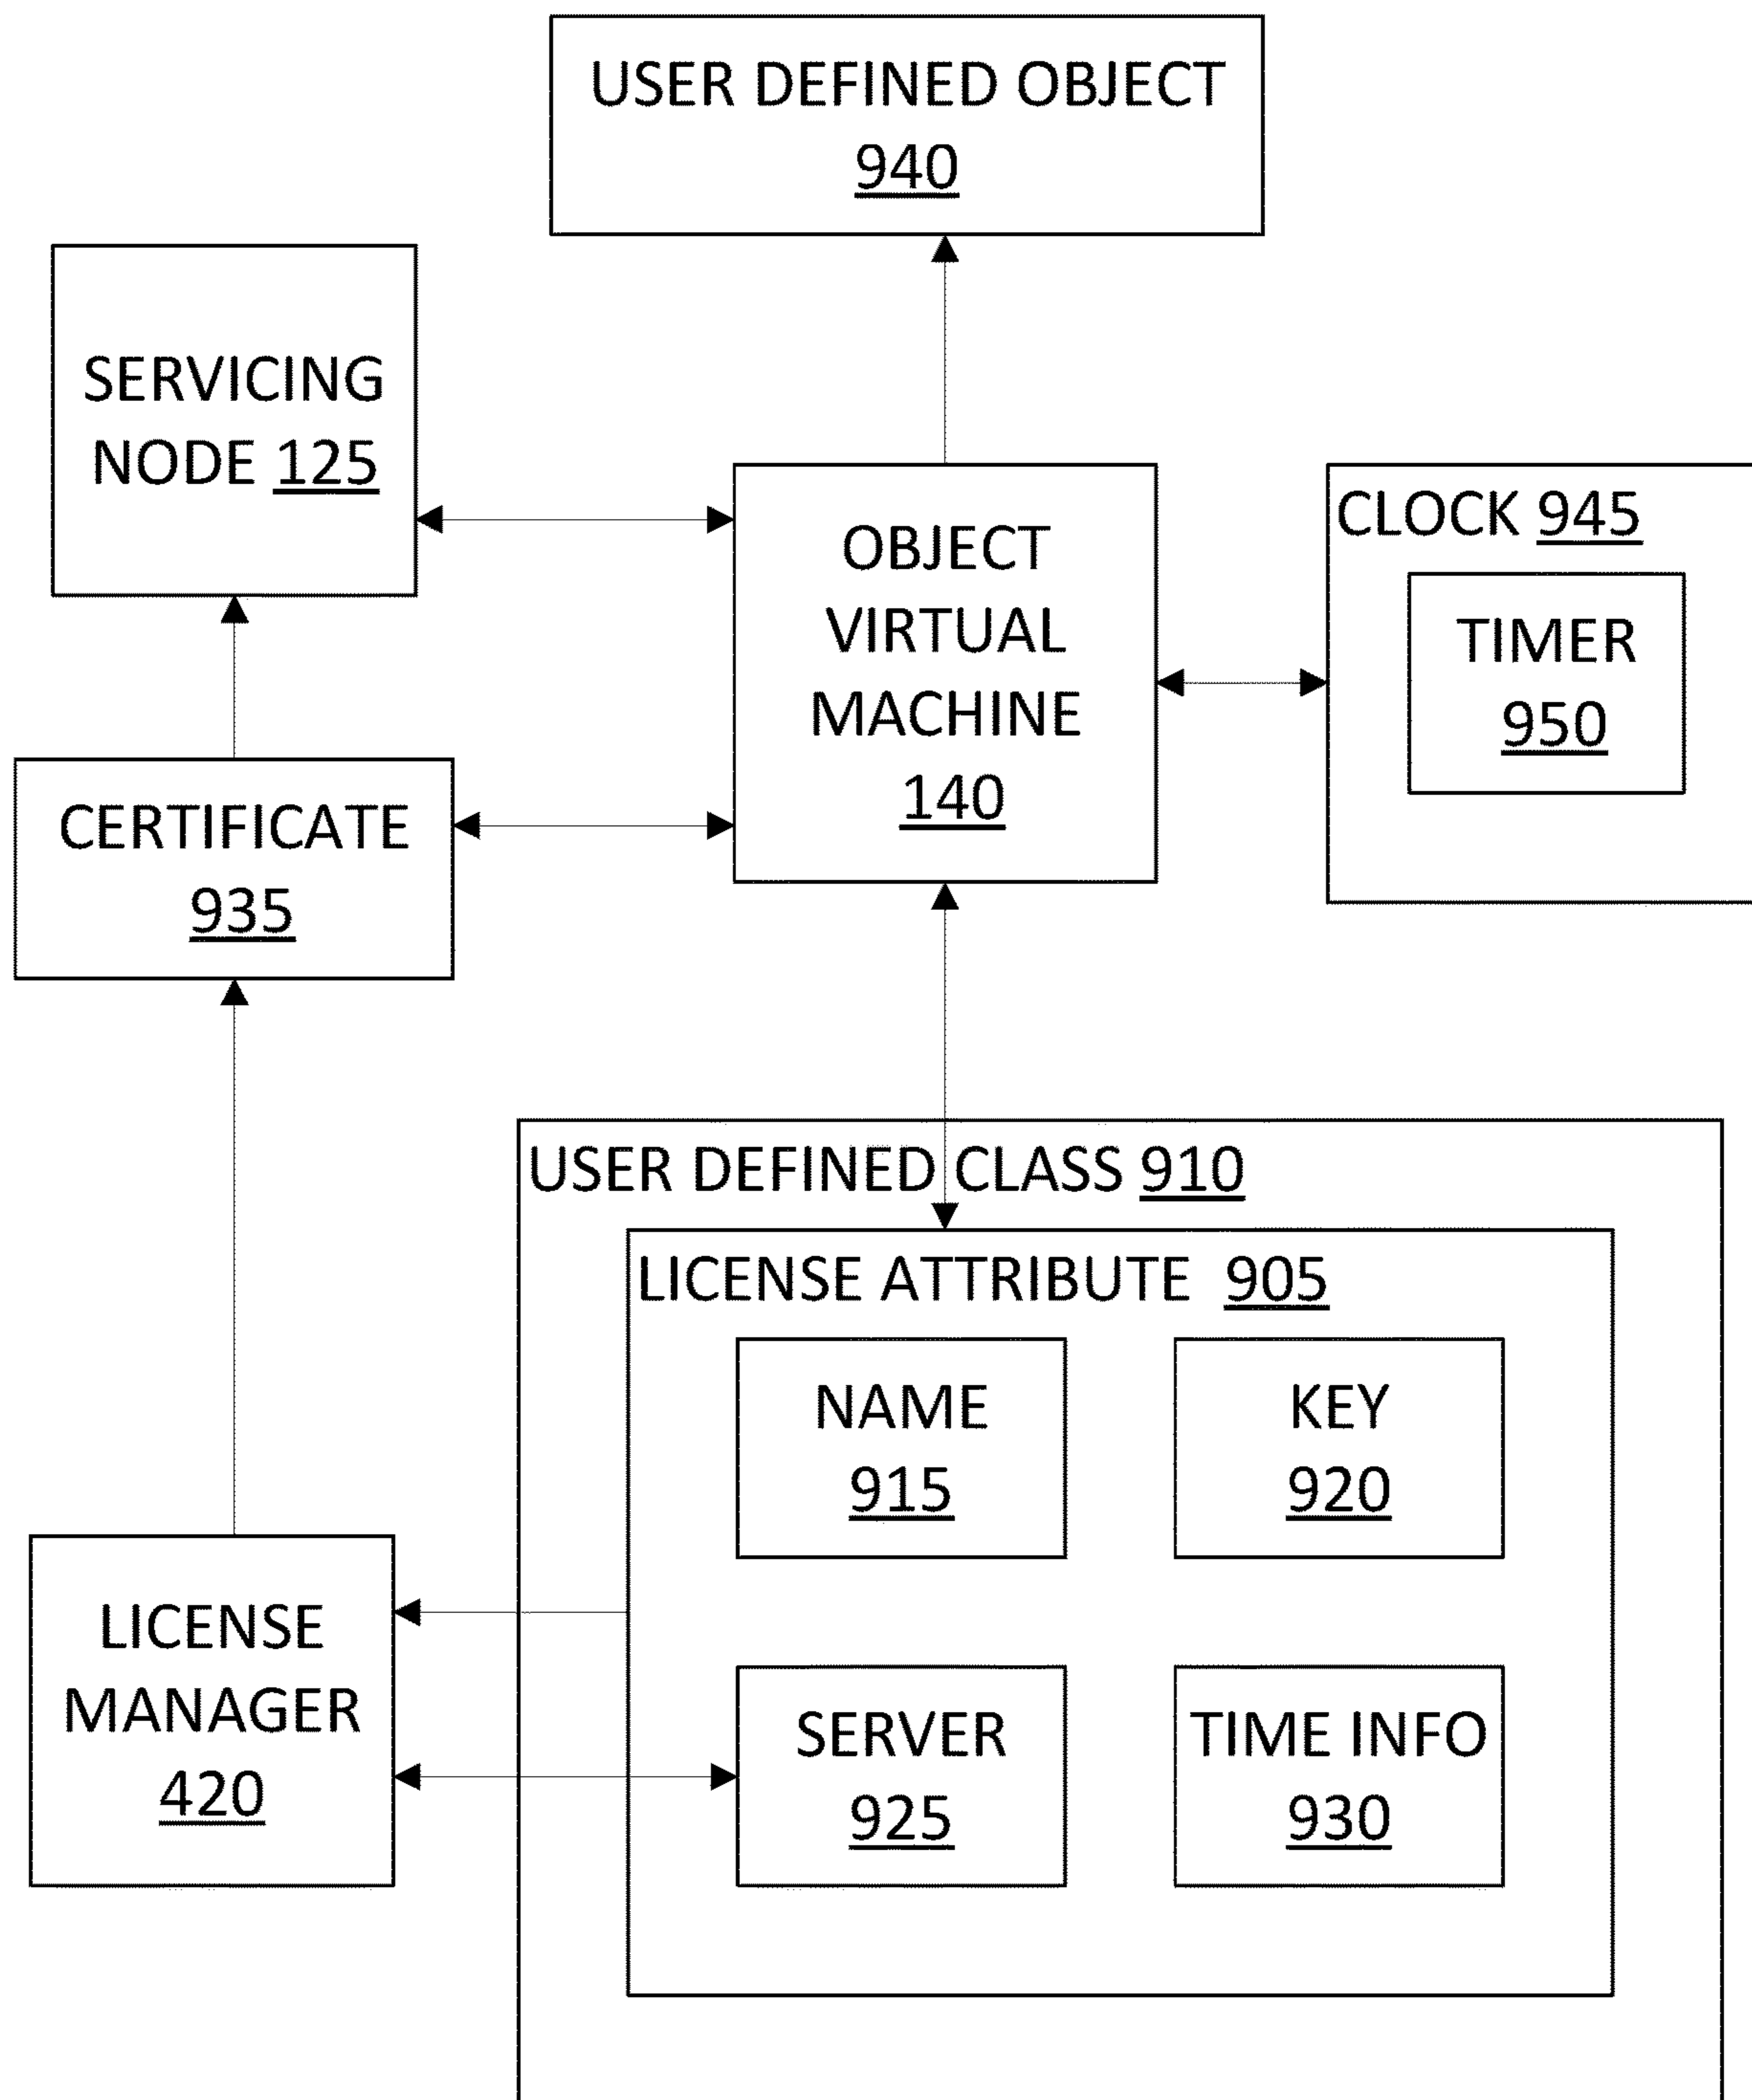 USER DEFINED OBJECT
940
SERVICING
NODE 125
OBJECT
VIRTUAL
MACHINE
140
CLOCK 945
TIMER
950
CERTIFICATE
935
USER DEFINED CLASS 910
LICENSE ATTRIBUTE 905
NAME
915
KEY
920
LICENSE
MANAGER
420
SERVER
925
TIME INFO
930